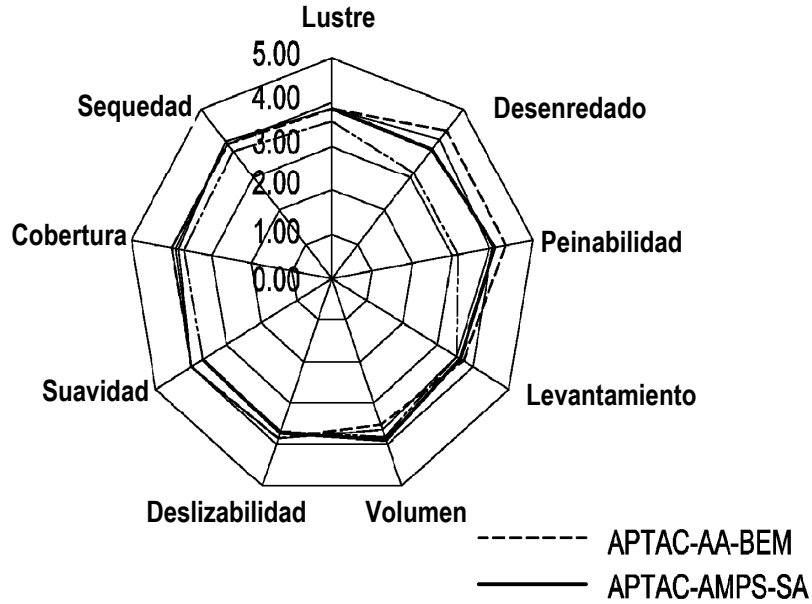 Lustre
5.00
Sequedad
4.00
Desenredado
3.00
2.00
Cobertura
1.00
Peinabilidad
0.00
Suavidad
Levantamiento
Deslizabilidad
Volumen
APTAC-AA-BEM
APTAC-AMPS-SA